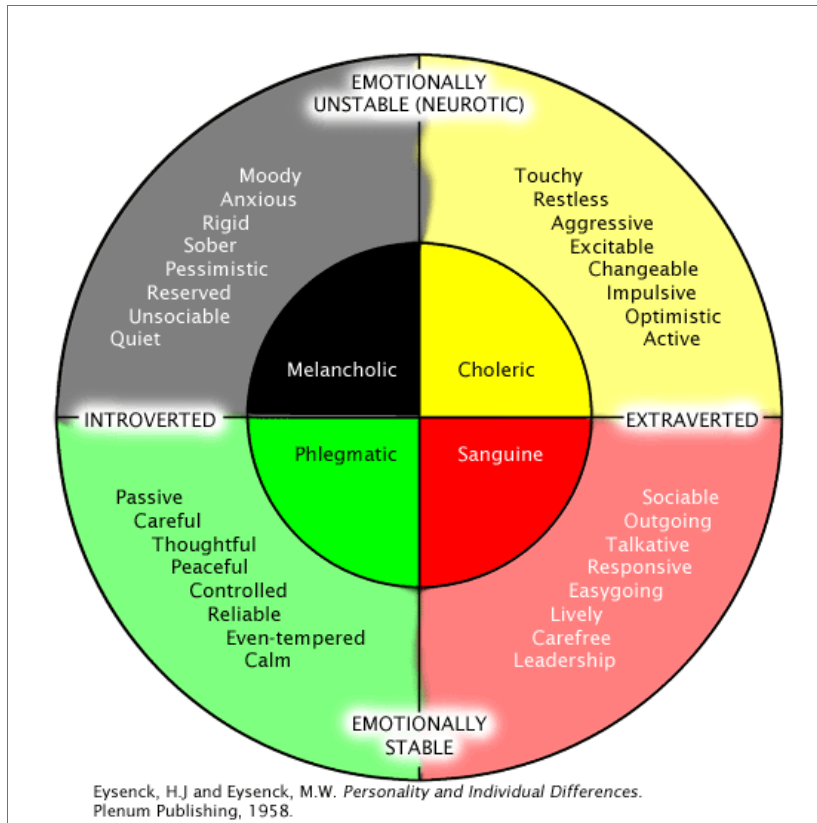 EMOTIONALLY
UNSTABLE (NEUROTIC)
Moody
Anxious
Rigid
Sober
Pessimistic
Reserved
Unsociable
Quiet
Touchy
Restless
Aggressive
Excitable
Changeable
Impulsive
Optimistic
Active
Melancholic
Choleric
INTROVERTED
EXTRAVERTED
Phlegmatic
Sanguine
Passive
Careful
Thoughtful
Peaceful
Controlled
Reliable
Even-tempered
Calm
Sociable
Outgoing
Talkative
Responsive
Easygoing
Lively
Carefree
Leadership
EMOTIONALLY
STABLE
Eysenck, H.J and Eysenck, M.W. Personality and Individual Differences.
Plenum Publishing, 1958.